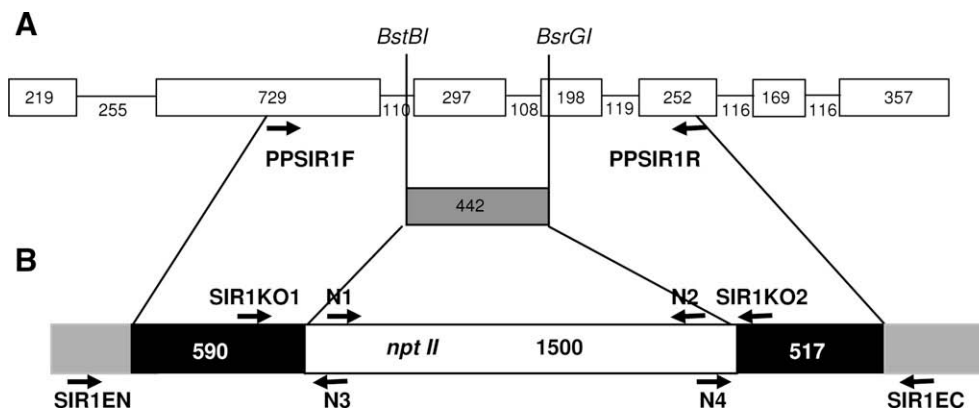 A
BstBI BsrGI
219 255 729 110 297 108 198 119 252 116 169 116 357
PPSIR1F PPSIR1R
442
B
SIR1KO1 N1 N2 SIR1KO2
590 npt II 1500 517
SIR1EN N3 N4 SIR1EC